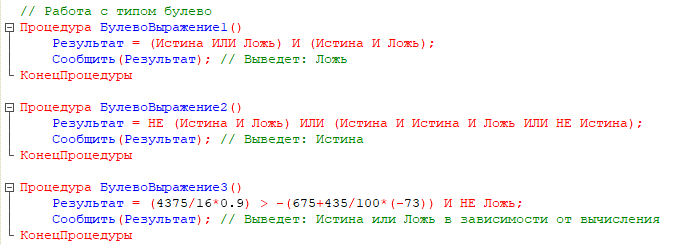 // Работа с типом булево
Процедура БулевоВыражение1()
Результат = (Истина ИЛИ Ложь) И (Истина И Ложь);
Сообщить(Результат); // Выведет: Ложь
КонецПроцедуры
Процедура БулевоВыражение2()
Результат = НЕ (Истина И Ложь) ИЛИ (Истина И Истина И Ложь ИЛИ НЕ Истина);
Сообщить(Результат); // Выведет: Истина
КонецПроцедуры
Процедура БулевоВыражение3()
Результат = (4375/16*0.9) > -(675+435/100*(-73)) И НЕ Ложь;
Сообщить(Результат); // Выведет: Истина или Ложь в зависимости от вычисления
КонецПроцедуры